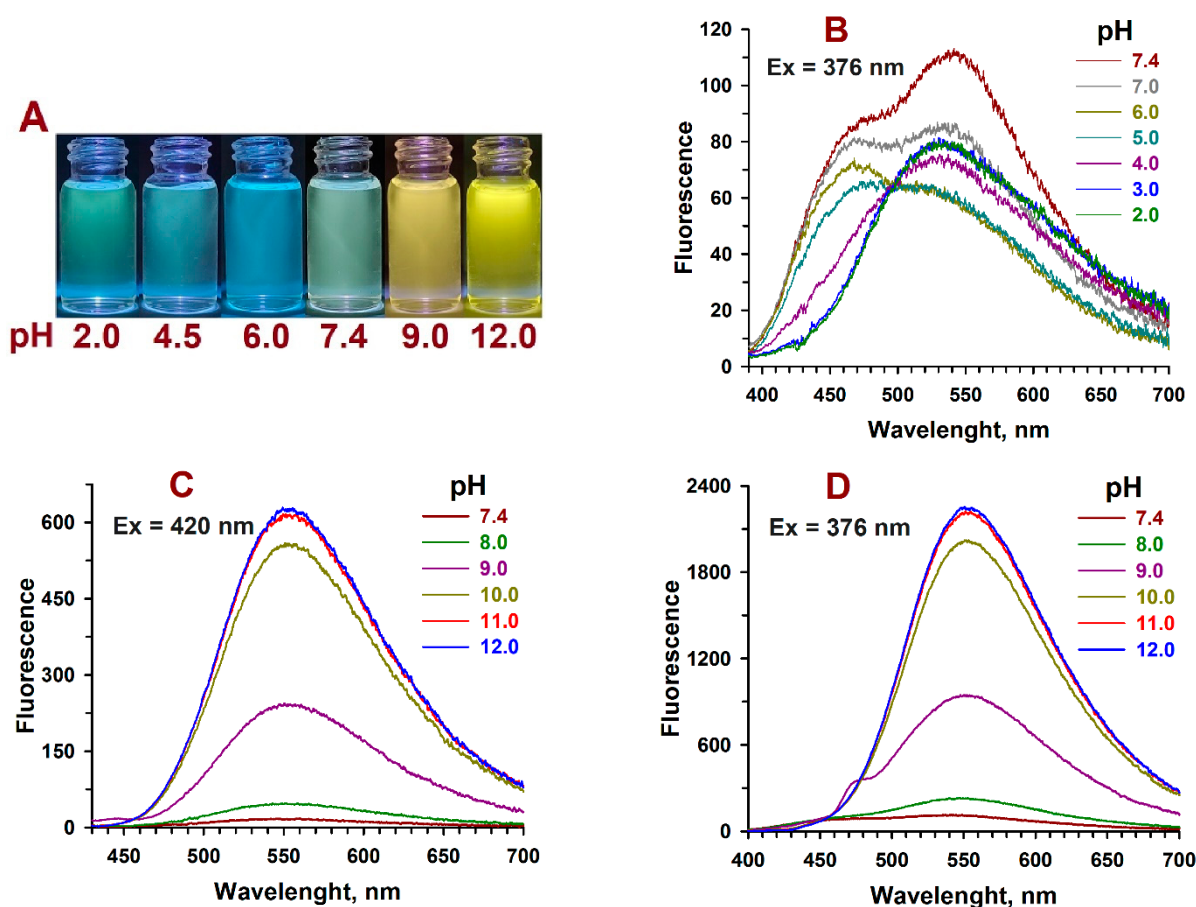 A
pH 2.0 4.5 6.0 7.4 9.0 12.0
B
Ex = 376 nm
pH
7.4
7.0
6.0
5.0
4.0
3.0
2.0
Fluorescence
120
100
80
60
40
20
0
400 450 500 550 600 650 700
Wavelenght, nm
C
Ex = 420 nm
pH
7.4
8.0
9.0
10.0
11.0
12.0
Fluorescence
600
450
300
150
0
450 500 550 600 650 700
Wavelenght, nm
D
Ex = 376 nm
pH
7.4
8.0
9.0
10.0
11.0
12.0
Fluorescence
2400
1800
1200
600
0
400 450 500 550 600 650 700
Wavelenght, nm